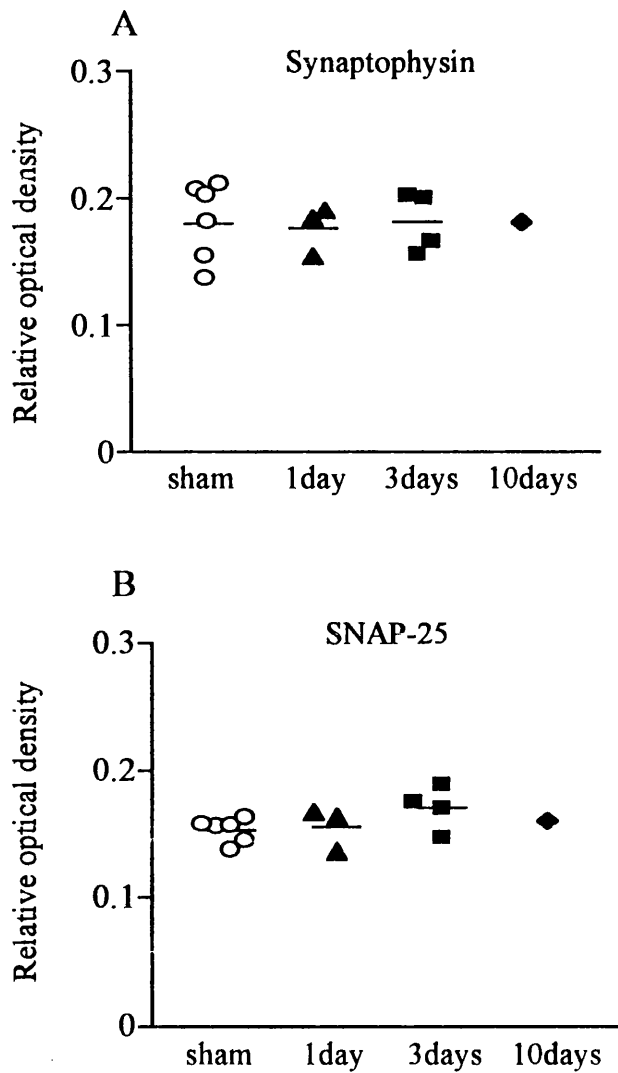 A
Synaptophysin
0.3
0.2
0.1
0
Relative optical density
sham 1day 3days 10days
B
SNAP-25
0.3
0.2
0.1
0
Relative optical density
sham 1day 3days 10days